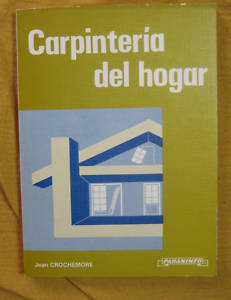 Carpintería
del hogar
Jean CROCHEMORE
PARANINFO